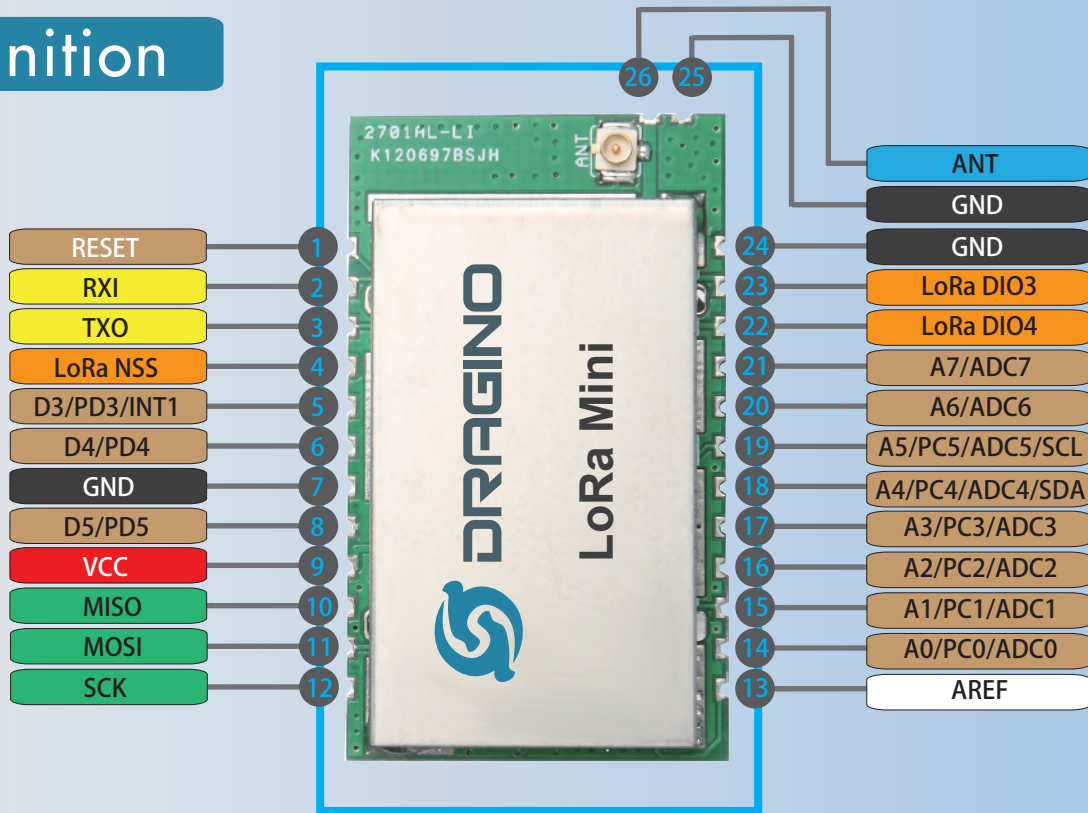 nition
26
25
2701AL-LI
K120697BSJH
ANT
ANT
GND
RESET
1
24
GND
RXI
2
23
LoRa DIO3
TXO
3
22
LoRa DIO4
LoRa NSS
4
21
A7/ADC7
D3/PD3/INT1
5
20
A6/ADC6
D4/PD4
6
19
A5/PC5/ADC5/SCL
GND
7
18
A4/PC4/ADC4/SDA
D5/PD5
8
17
A3/PC3/ADC3
VCC
9
16
A2/PC2/ADC2
MISO
10
15
A1/PC1/ADC1
MOSI
11
14
A0/PC0/ADC0
SCK
12
13
AREF
DRAGINO
LoRa Mini